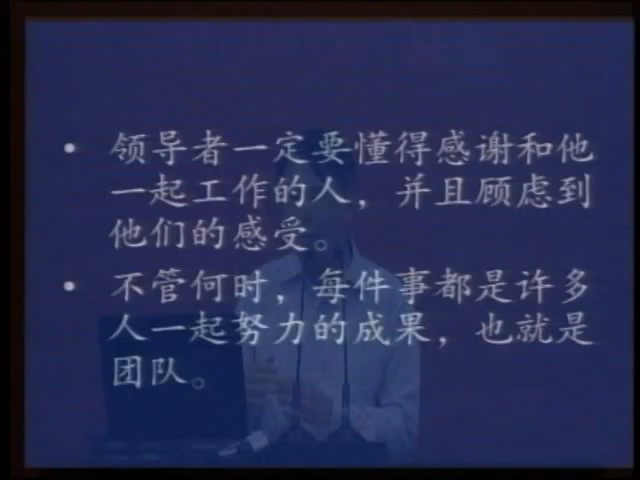 • 领导者一定要懂得感谢和他
一起工作的人，并且顾虑到
他们的感受。
• 不管何时，每件事都是许多
人一起努力的成果，也就是
团队。